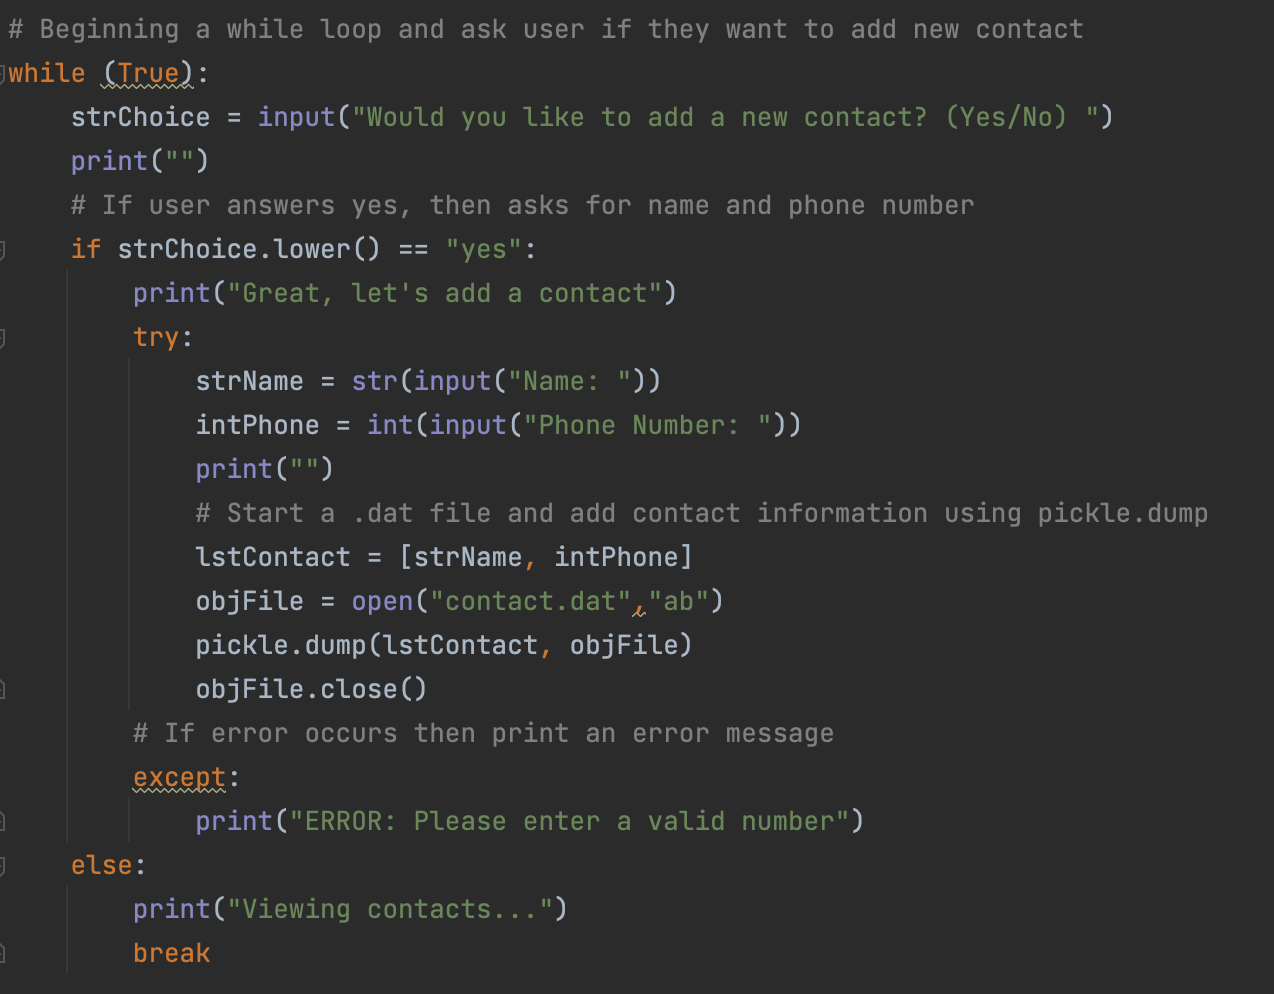 # Beginning a while loop and ask user if they want to add new contact
while (True):
    strChoice = input("Would you like to add a new contact? (Yes/No) ")
    print("")
    # If user answers yes, then asks for name and phone number
    if strChoice.lower() == "yes":
        print("Great, let's add a contact")
        try:
            strName = str(input("Name: "))
            intPhone = int(input("Phone Number: "))
            print("")
            # Start a .dat file and add contact information using pickle.dump
            lstContact = [strName, intPhone]
            objFile = open("contact.dat","ab")
            pickle.dump(lstContact, objFile)
            objFile.close()
        # If error occurs then print an error message
        except:
            print("ERROR: Please enter a valid number")
    else:
        print("Viewing contacts...")
        break